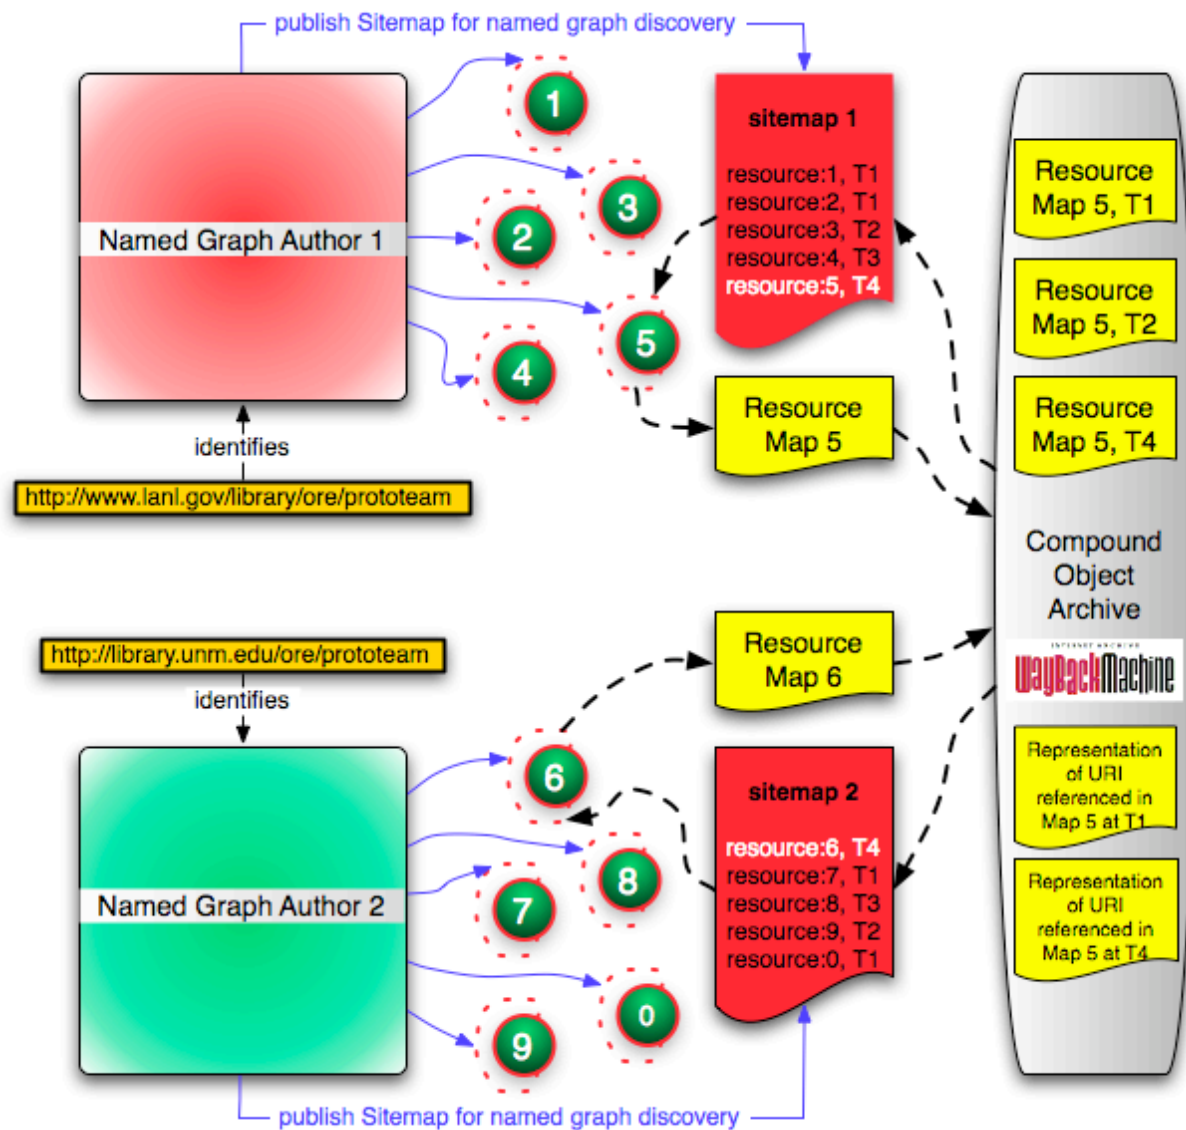 publish Sitemap for named graph discovery
Named Graph Author 1
identifies
http://www.lanl.gov/library/ore/prototeam
1
3
2
5
4
sitemap 1
resource:1, T1
resource:2, T1
resource:3, T2
resource:4, T3
resource:5, T4
Resource
Map 5
http://library.unm.edu/ore/prototeam
identifies
Named Graph Author 2
6
8
7
0
9
Resource
Map 6
sitemap 2
resource:6, T4
resource:7, T1
resource:8, T3
resource:9, T2
resource:0, T1
publish Sitemap for named graph discovery
Resource
Map 5, T1
Resource
Map 5, T2
Resource
Map 5, T4
Compound
Object
Archive
INTERNET ARCHIVE
WayBackMachine
Representation
of URI
referenced in
Map 5 at T1
Representation
of URI
referenced in
Map 5 at T4